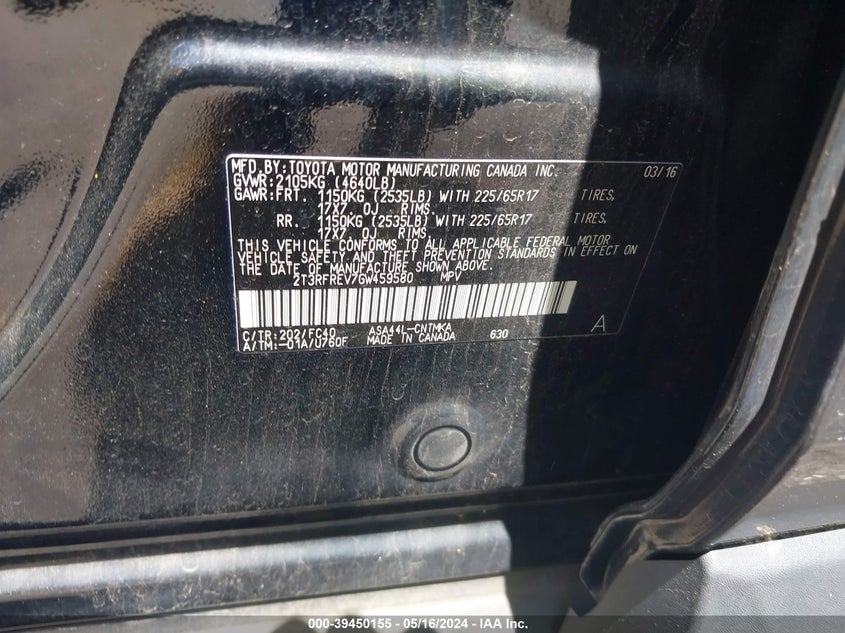 MFD.BY:TOYOTA MOTOR MANUFACTURING CANADA INC. 03/16
GVWR:2105KG (4640LB)
GAWR:FRT. 1150KG (2535LB) WITH 225/65R17 TIRES,
17X7 OJ RIMS.
RR. 1150KG (2535LB) WITH 225/65R17 TIRES,
17X7 OJ RIMS.
THIS VEHICLE CONFORMS TO ALL APPLICABLE FEDERAL MOTOR
VEHICLE SAFETY AND THEFT PREVENTION STANDARDS IN EFFECT ON
THE DATE OF MANUFACTURE SHOWN ABOVE.
2T3RFREV7GW459580 MPV
C/TR:202/FC40 ASA44L-CNTMKA 630 A
A/TM:-01A/U760F MADE IN CANADA
000-39450155 - 05/16/2024 - IAA Inc.